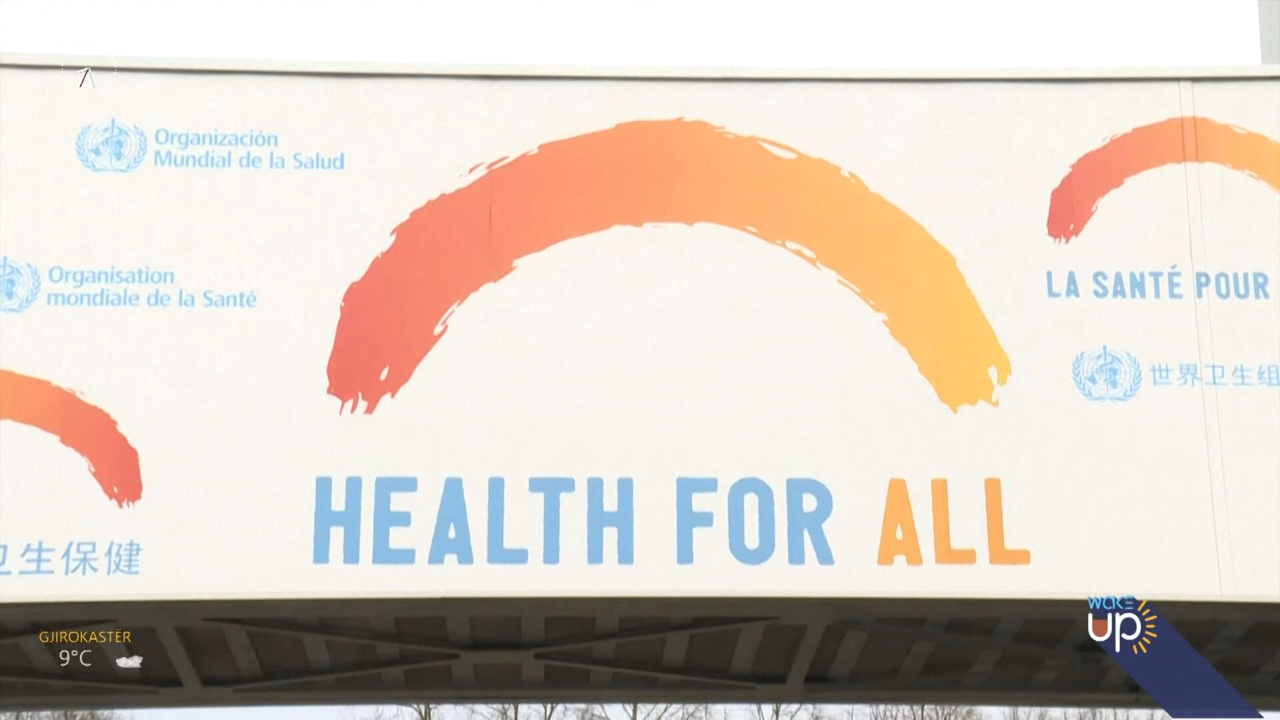 Organización
Mundial de la Salud
Organisation
mondiale de la Santé
LA SANTÉ POUR
世界卫生组
HEALTH FOR ALL
卫生保健
GJIROKASTËR
9°C
WAKE
UP